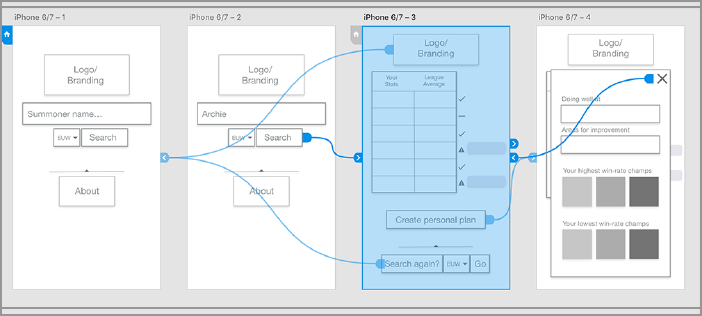 iPhone 6/7 – 1
Logo/
Branding
Summoner name...
EUW
Search
About
iPhone 6/7 – 2
Logo/
Branding
Archie
EUW
Search
About
iPhone 6/7 – 3
Logo/
Branding
Your
Stats
League
Average
Create personal plan
Search again?
EUW
Go
iPhone 6/7 – 4
Logo/
Branding
Doing well at
Areas for improvement
Your highest win-rate champs
Your lowest win-rate champs